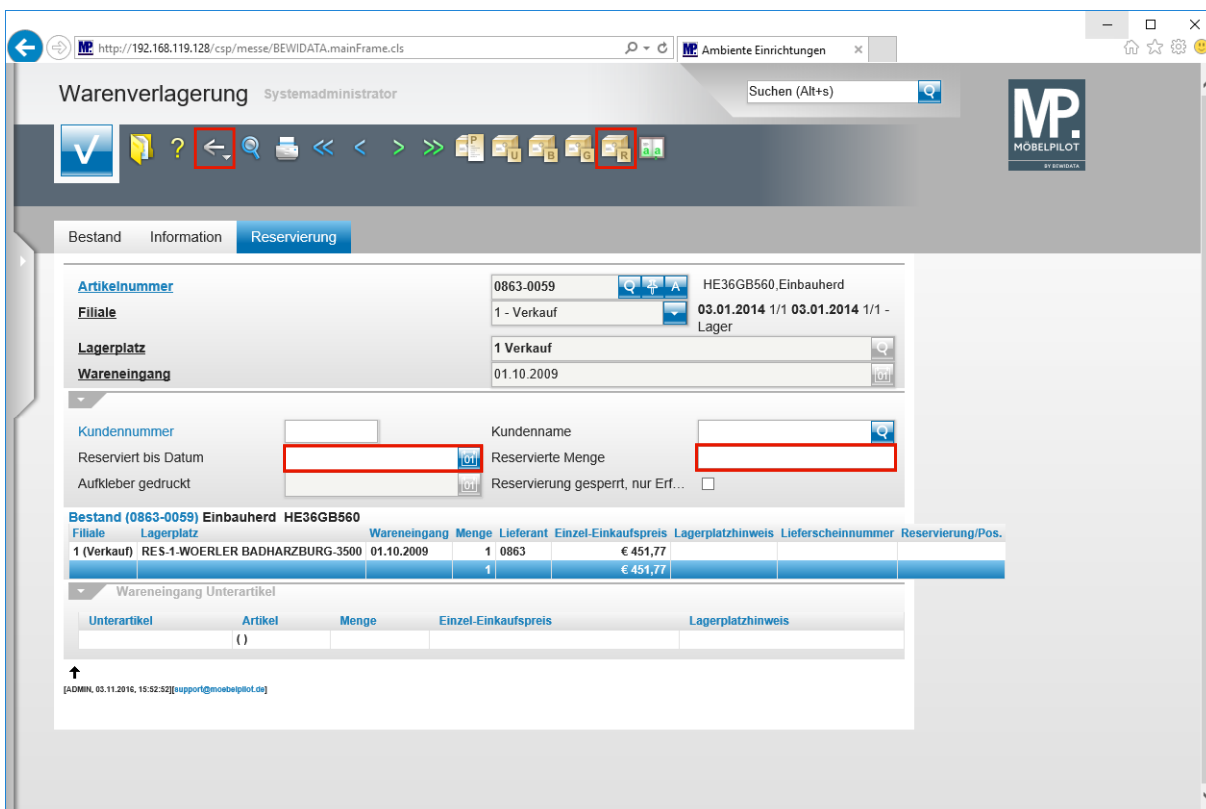 http://192.168.119.128/csp/messe/BEWIDATA.mainFrame.cls
MP. Ambiente Einrichtungen
Warenverlagerung Systemadministrator
Suchen (Alt+s)
MP.
MÖBELPILOT
BY BEWIDATA
?
P U B G R a a
Bestand Information Reservierung
Artikelnummer 0863-0059 A HE36GB560,Einbauherd
Filiale 1 - Verkauf 03.01.2014 1/1 03.01.2014 1/1 -
Lager
Lagerplatz 1 Verkauf
Wareneingang 01.10.2009 01
Kundennummer Kundenname
Reserviert bis Datum 01 Reservierte Menge
Aufkleber gedruckt 01 Reservierung gesperrt, nur Erf...
Bestand (0863-0059) Einbauherd HE36GB560
Filiale Lagerplatz Wareneingang Menge Lieferant Einzel-Einkaufspreis Lagerplatzhinweis Lieferscheinnummer Reservierung/Pos.
1 (Verkauf) RES-1-WOERLER BADHARZBURG-3500 01.10.2009 1 0863 € 451,77
1 € 451,77
Wareneingang Unterartikel
Unterartikel Artikel Menge Einzel-Einkaufspreis Lagerplatzhinweis
( )
[ADMIN, 03.11.2016, 15:52:52][support@moebelpilot.de]